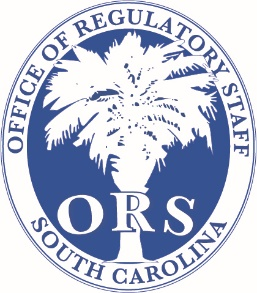 OFFICE OF REGULATORY STAFF
ORS
SOUTH CAROLINA